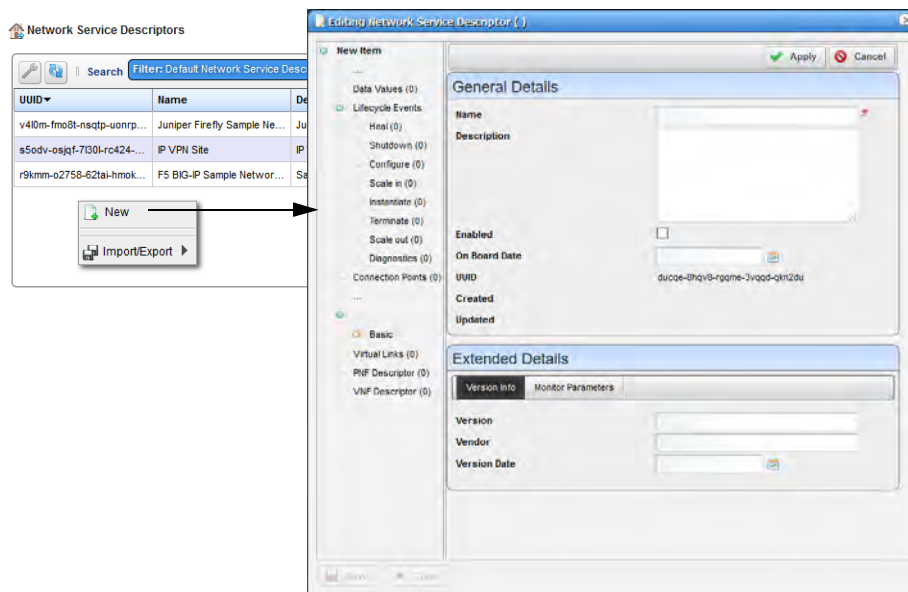 Network Service Descriptors
Search Filter: Default Network Service Desc
UUID Name De
v4l0m-fmo8t-nsqtp-uonrp... Juniper Firefly Sample Ne... Ju
s5odv-osjqf-7l30l-rc424-... IP VPN Site IP
r9kmm-o2758-62tai-hmok... F5 BIG-IP Sample Networ... Sa
New
Import/Export
Editing Network Service Descriptor ( )
New Item
...
Data Values (0)
Lifecycle Events
Heal (0)
Shutdown (0)
Configure (0)
Scale in (0)
Instantiate (0)
Terminate (0)
Scale out (0)
Diagnostics (0)
Connection Points (0)
...
Basic
Virtual Links (0)
PNF Descriptor (0)
VNF Descriptor (0)
Apply Cancel
General Details
Name
Description
Enabled
On Board Date
UUID
Created
Updated
Extended Details
Version Info Monitor Parameters
Version
Vendor
Version Date